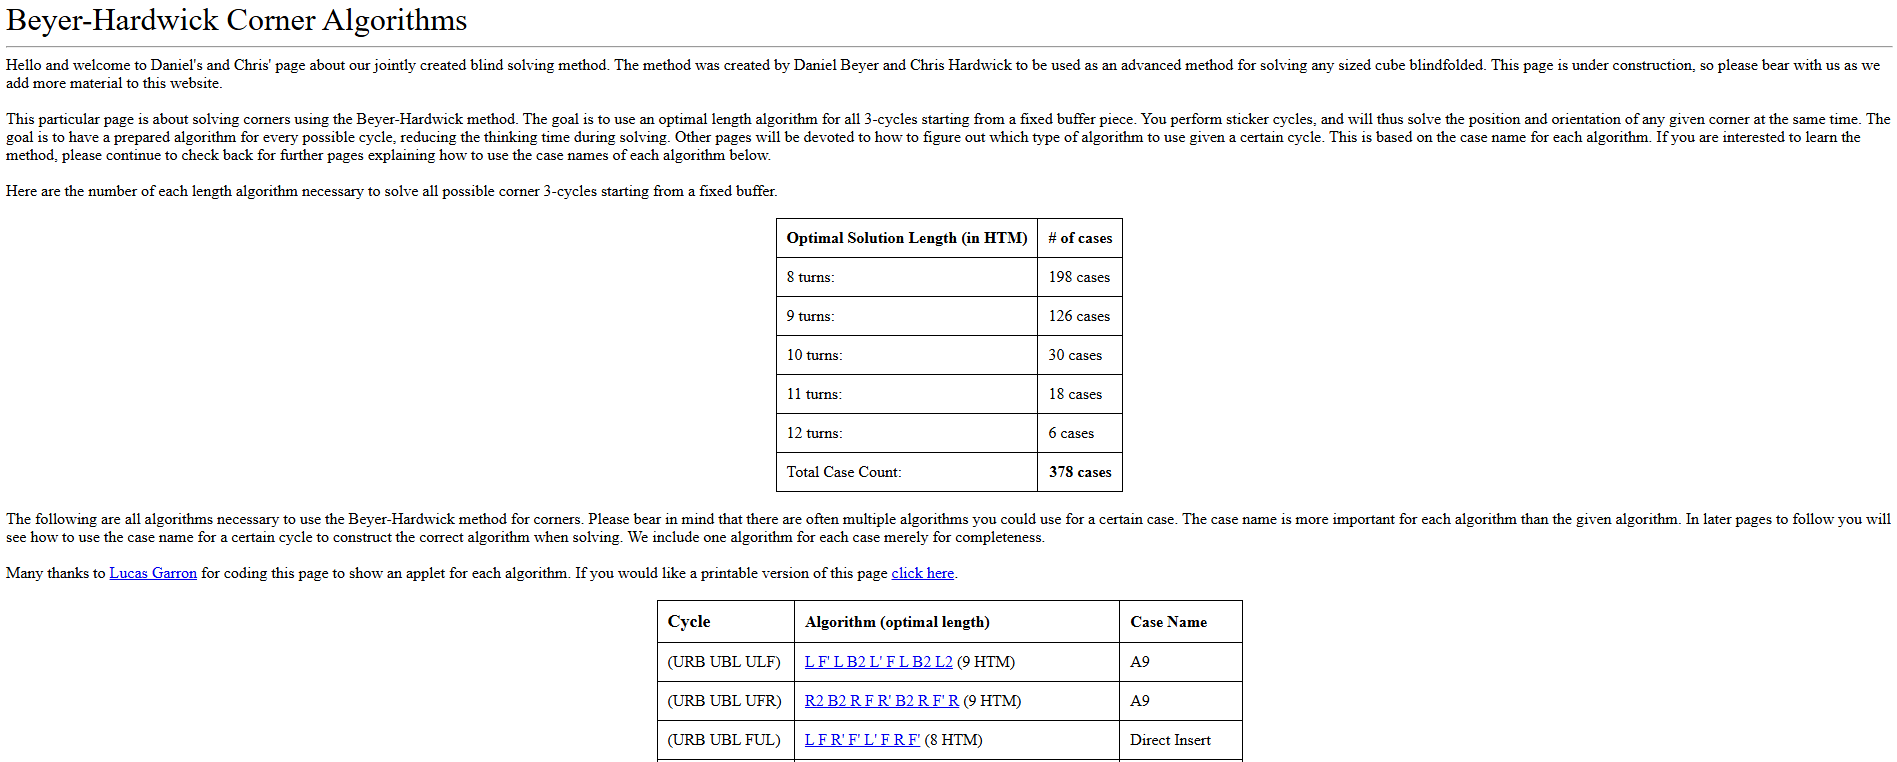 Beyer-Hardwick Corner Algorithms
Hello and welcome to Daniel's and Chris' page about our jointly created blind solving method. The method was created by Daniel Beyer and Chris Hardwick to be used as an advanced method for solving any sized cube blindfolded. This page is under construction, so please bear with us as we
add more material to this website.
This particular page is about solving corners using the Beyer-Hardwick method. The goal is to use an optimal length algorithm for all 3-cycles starting from a fixed buffer piece. You perform sticker cycles, and will thus solve the position and orientation of any given corner at the same time. The
goal is to have a prepared algorithm for every possible cycle, reducing the thinking time during solving. Other pages will be devoted to how to figure out which type of algorithm to use given a certain cycle. This is based on the case name for each algorithm. If you are interested to learn the
method, please continue to check back for further pages explaining how to use the case names of each algorithm below.
Here are the number of each length algorithm necessary to solve all possible corner 3-cycles starting from a fixed buffer.
Optimal Solution Length (in HTM) # of cases
8 turns: 198 cases
9 turns: 126 cases
10 turns: 30 cases
11 turns: 18 cases
12 turns: 6 cases
Total Case Count: 378 cases
The following are all algorithms necessary to use the Beyer-Hardwick method for corners. Please bear in mind that there are often multiple algorithms you could use for a certain case. The case name is more important for each algorithm than the given algorithm. In later pages to follow you will
see how to use the case name for a certain cycle to construct the correct algorithm when solving. We include one algorithm for each case merely for completeness.
Many thanks to Lucas Garron for coding this page to show an applet for each algorithm. If you would like a printable version of this page click here.
Cycle Algorithm (optimal length) Case Name
(URB UBL ULF) L F' L B2 L' F L B2 L2 (9 HTM) A9
(URB UBL UFR) R2 B2 R F R' B2 R F' R (9 HTM) A9
(URB UBL FUL) L F R' F' L' F R F' (8 HTM) Direct Insert